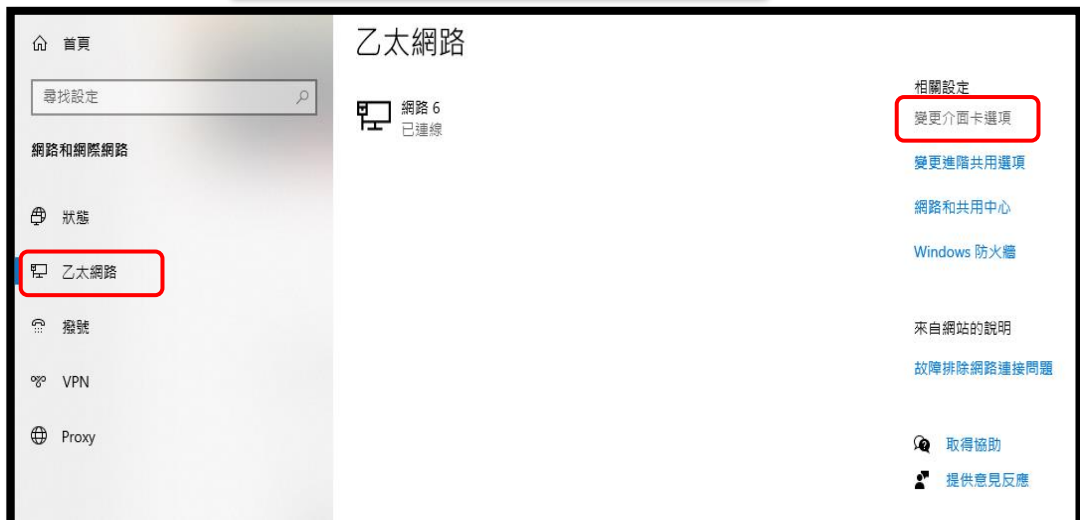 首頁
尋找設定
網路和網際網路
狀態
乙太網路
撥號
VPN
Proxy
乙太網路
網路 6
已連線
相關設定
變更介面卡選項
變更進階共用選項
網路和共用中心
Windows 防火牆
來自網站的說明
故障排除網路連接問題
取得協助
提供意見反應